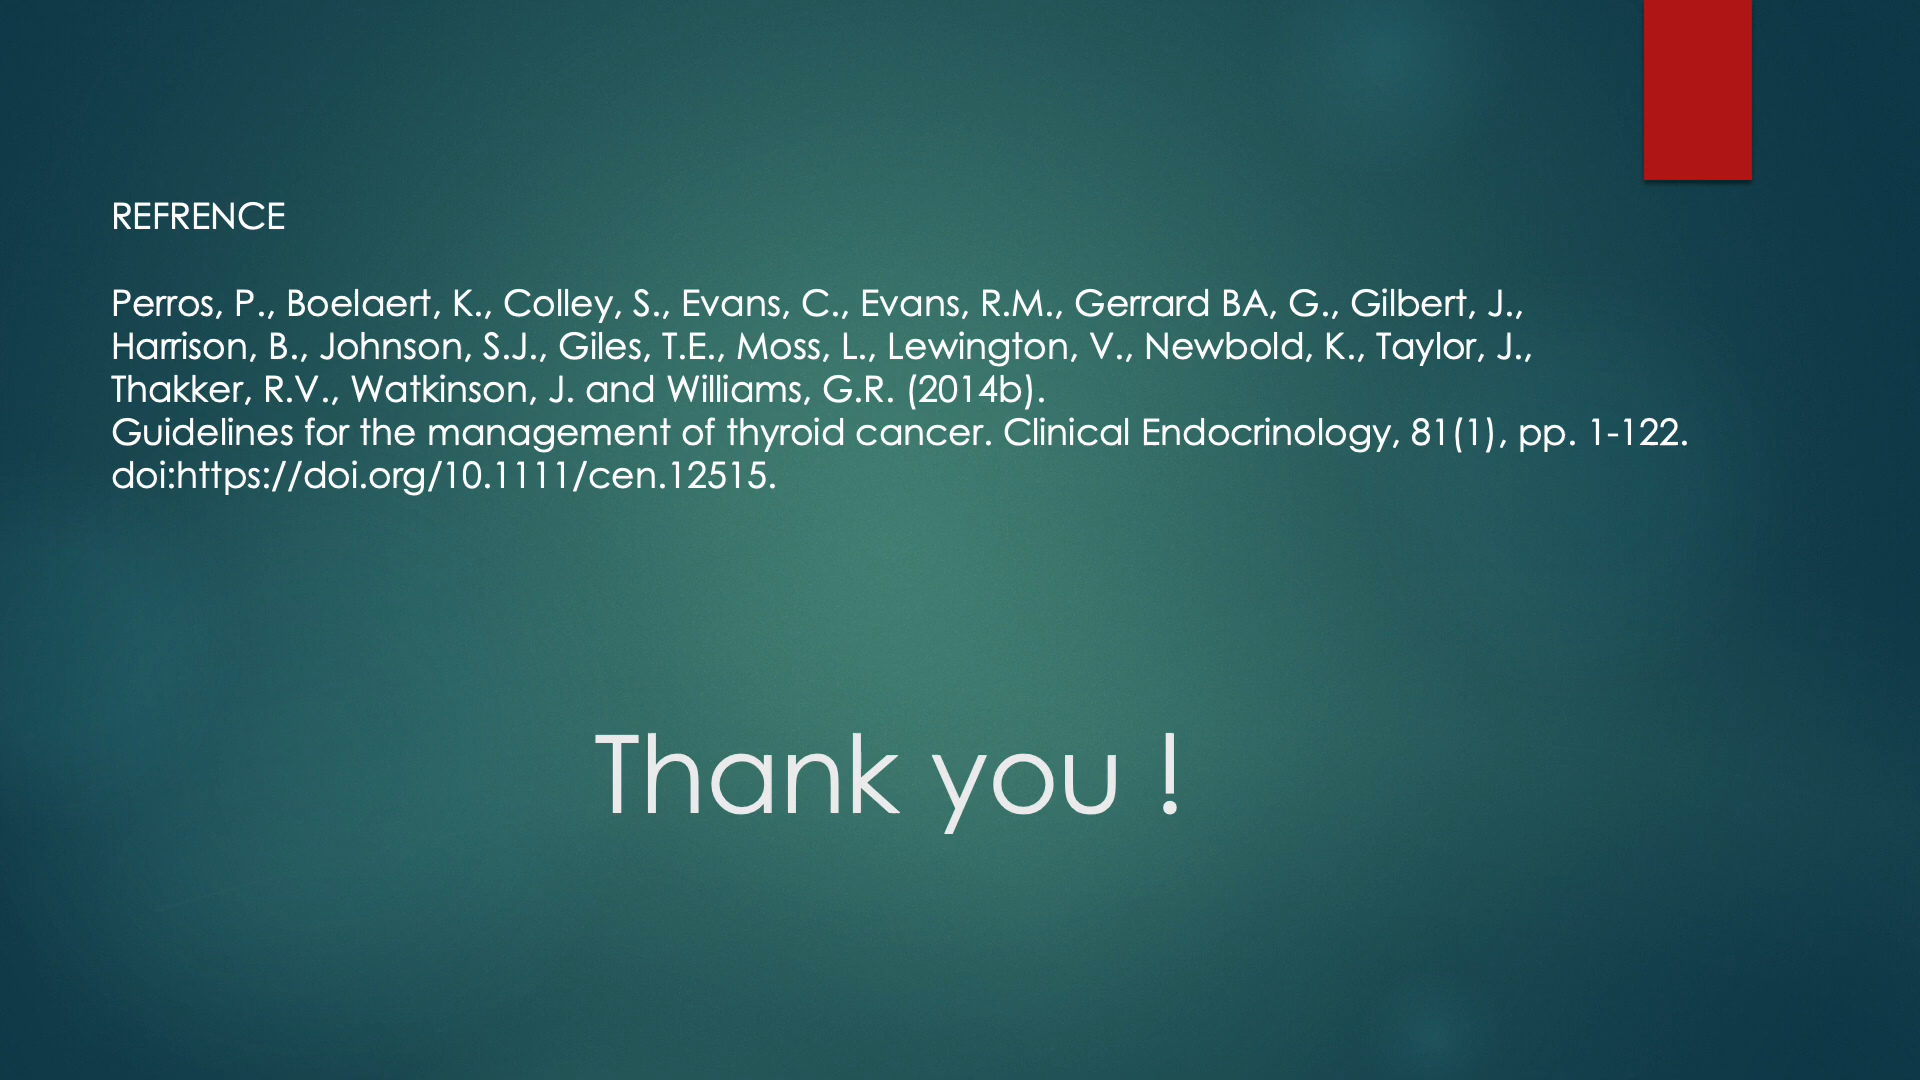 REFRENCE
Perros, P., Boelaert, K., Colley, S., Evans, C., Evans, R.M., Gerrard BA, G., Gilbert, J.,
Harrison, B., Johnson, S.J., Giles, T.E., Moss, L., Lewington, V., Newbold, K., Taylor, J.,
Thakker, R.V., Watkinson, J. and Williams, G.R. (2014b).
Guidelines for the management of thyroid cancer. Clinical Endocrinology, 81(1), pp. 1-122.
doi:https://doi.org/10.1111/cen.12515.
Thank you !